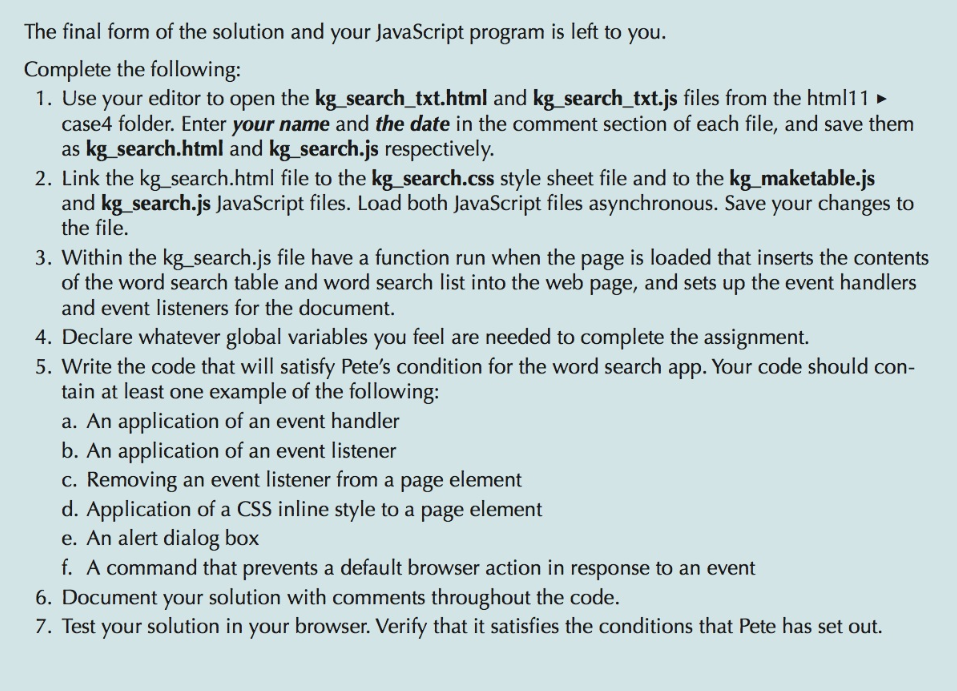 The final form of the solution and your JavaScript program is left to you.
Complete the following:
1. Use your editor to open the kg_search_txt.html and kg_search_txt.js files from the html11 ►
case4 folder. Enter your name and the date in the comment section of each file, and save them
as kg_search.html and kg_search.js respectively.
2. Link the kg_search.html file to the kg_search.css style sheet file and to the kg_maketable.js
and kg_search.js JavaScript files. Load both JavaScript files asynchronous. Save your changes to
the file.
3. Within the kg_search.js file have a function run when the page is loaded that inserts the contents
of the word search table and word search list into the web page, and sets up the event handlers
and event listeners for the document.
4. Declare whatever global variables you feel are needed to complete the assignment.
5. Write the code that will satisfy Pete's condition for the word search app. Your code should con-
tain at least one example of the following:
a. An application of an event handler
b. An application of an event listener
c. Removing an event listener from a page element
d. Application of a CSS inline style to a page element
e. An alert dialog box
f. A command that prevents a default browser action in response to an event
6. Document your solution with comments throughout the code.
7. Test your solution in your browser. Verify that it satisfies the conditions that Pete has set out.